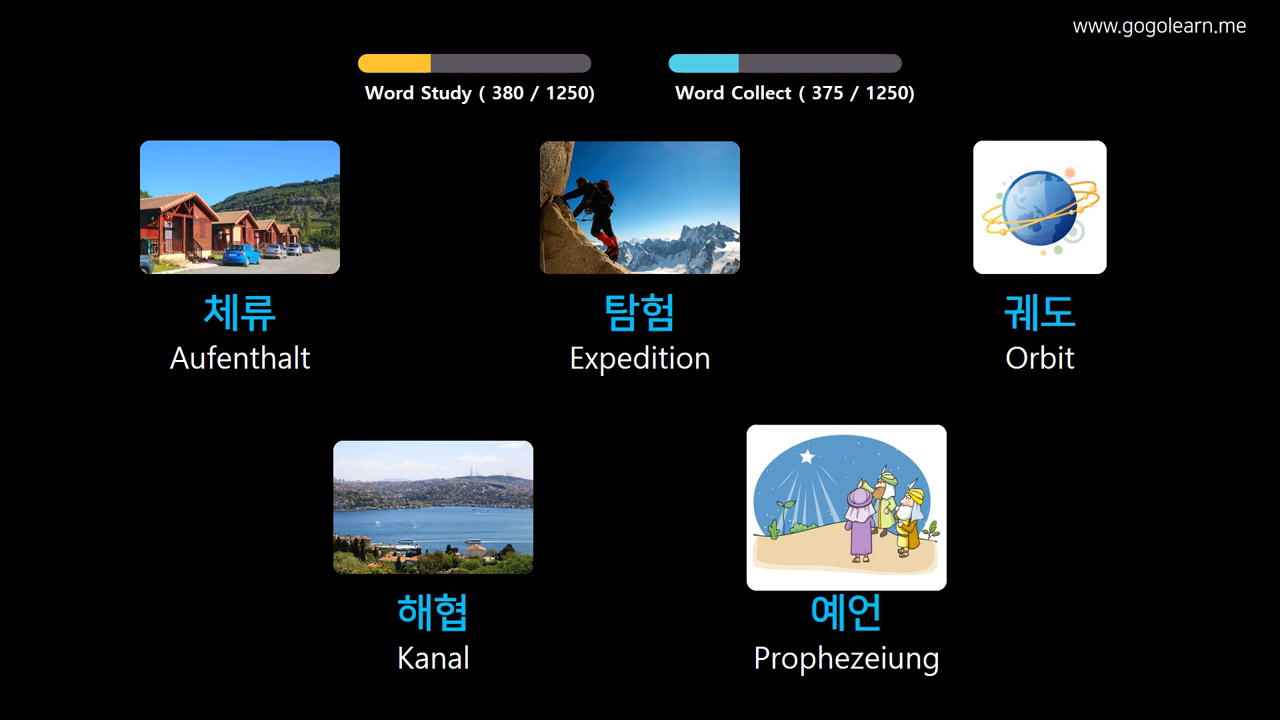 www.gogolearn.me
Word Study ( 380 / 1250)
Word Collect ( 375 / 1250)
체류
Aufenthalt
탐험
Expedition
궤도
Orbit
해협
Kanal
예언
Prophezeiung